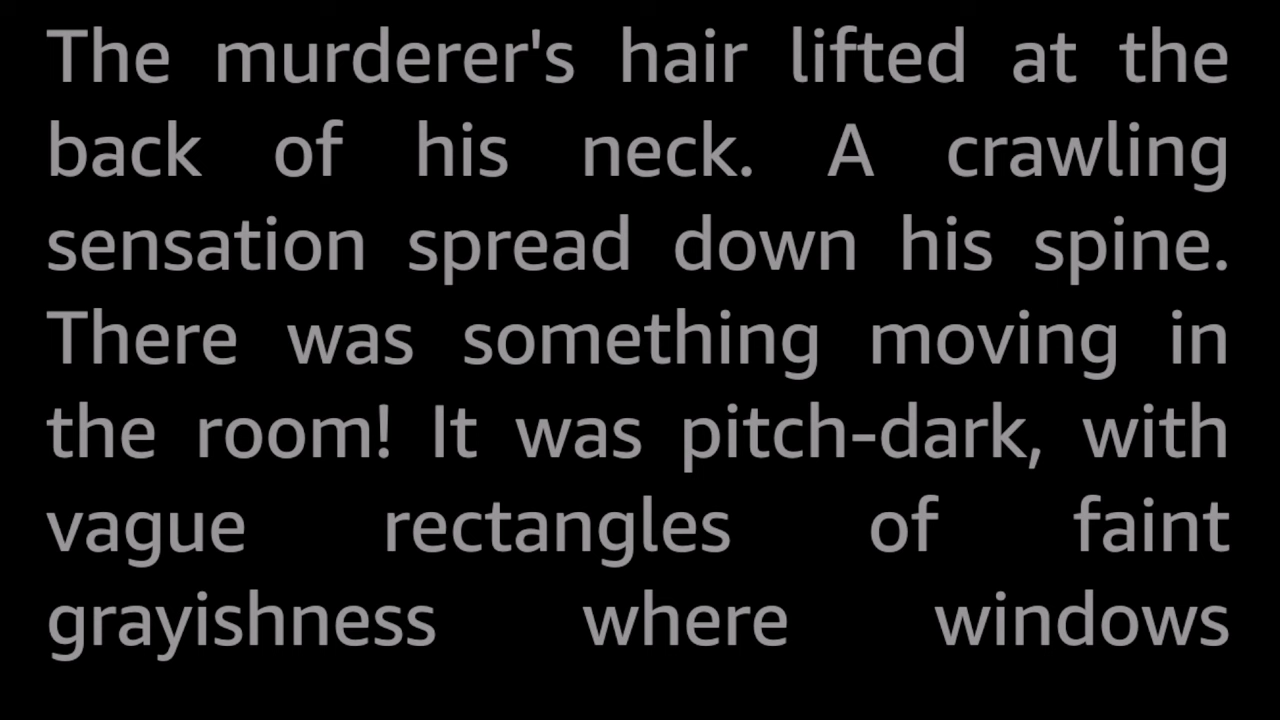 The murderer's hair lifted at the
back of his neck. A crawling
sensation spread down his spine.
There was something moving in
the room! It was pitch-dark, with
vague rectangles of faint
grayishness where windows